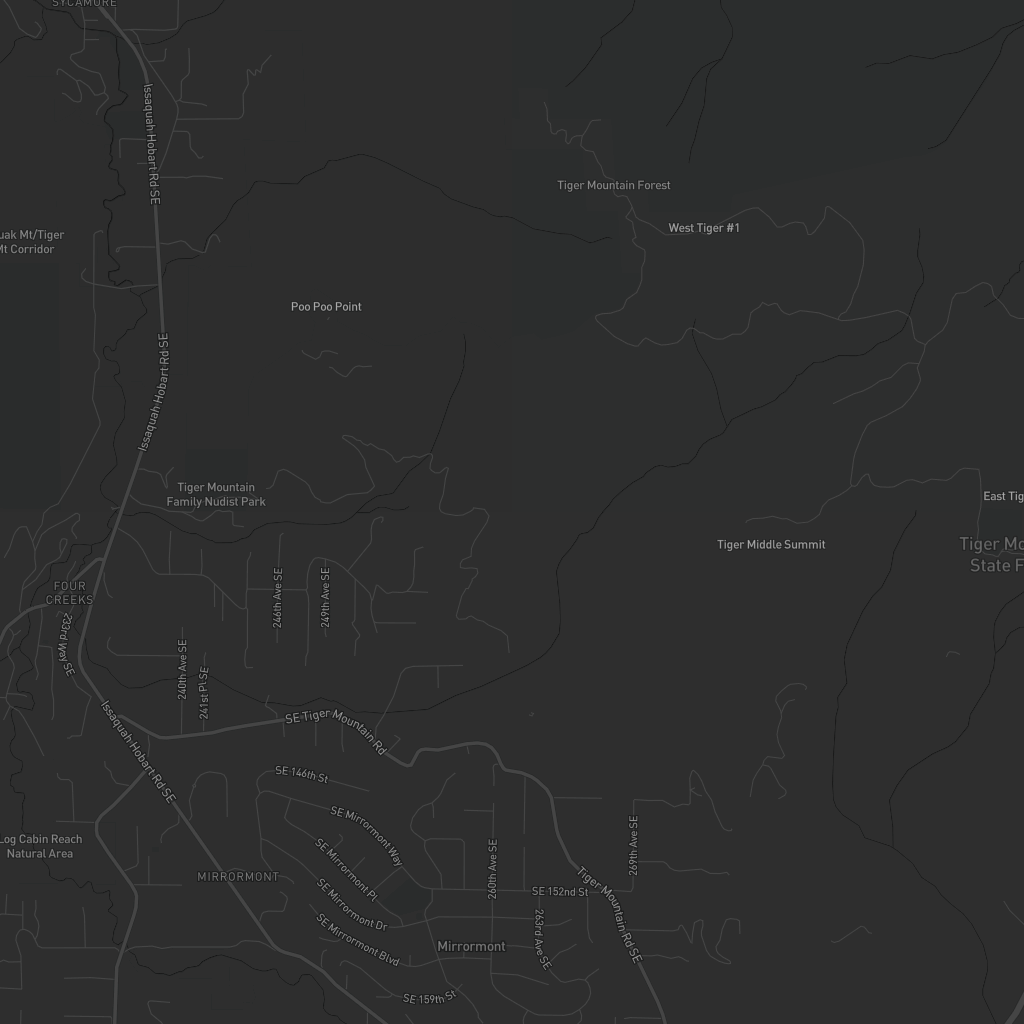 SYCAMORE
Issaquah Hobart Rd SE
Tiger Mountain Forest
West Tiger #1
uak Mt/Tiger
Mt Corridor
Poo Poo Point
Issaquah Hobart Rd SE
Tiger Mountain
Family Nudist Park
East Tig
Tiger Middle Summit
Tiger Mo
State F
FOUR
CREEKS
246th Ave SE
249th Ave SE
233rd Way SE
240th Ave SE
241st Pl SE
Issaquah Hobart Rd SE
SE Tiger Mountain Rd
SE 146th St
SE Mirrormont Way
SE Mirrormont Pl
Log Cabin Reach
Natural Area
MIRRORMONT
260th Ave SE
269th Ave SE
SE 152nd St
Tiger Mountain Rd SE
SE Mirrormont Dr
SE Mirrormont Blvd
263rd Ave SE
Mirrormont
SE 159th St